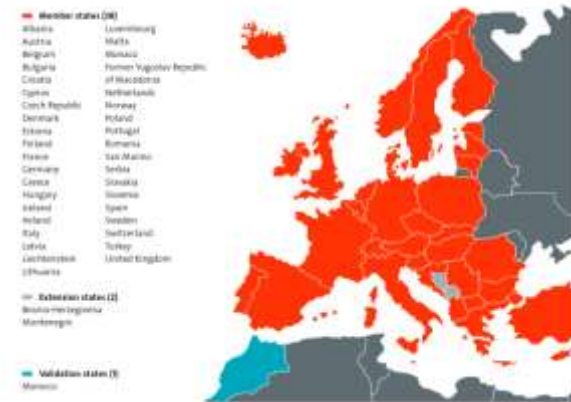 Member states (38)
Albania
Austria
Belgium
Bulgaria
Croatia
Cyprus
Czech Republic
Denmark
Estonia
Finland
France
Germany
Greece
Hungary
Iceland
Ireland
Italy
Latvia
Liechtenstein
Lithuania
Luxembourg
Malta
Monaco
Former Yugoslav Republic
of Macedonia
Netherlands
Norway
Poland
Portugal
Romania
San Marino
Serbia
Slovakia
Slovenia
Spain
Sweden
Switzerland
Turkey
United Kingdom
Extension states (2)
Bosnia-Herzegovina
Montenegro
Validation states (1)
Morocco